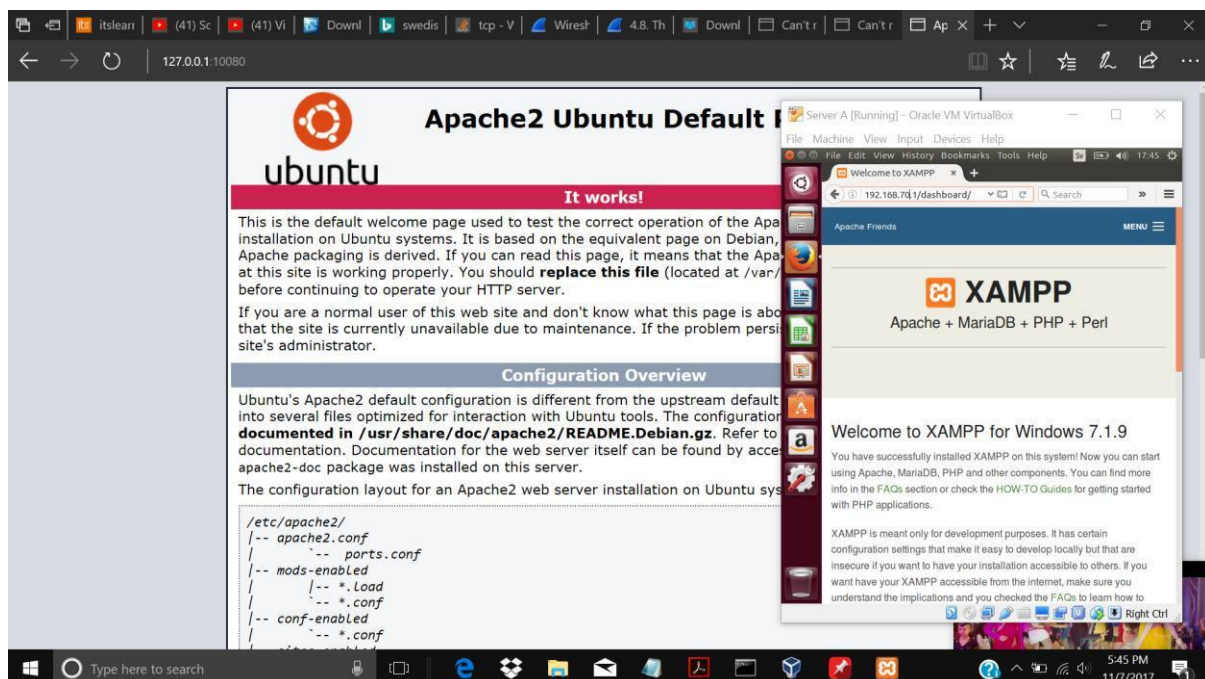 itslearn
(41) Sc
(41) Vi
Downl
swedis
tcp - V
Wiresh
4.8. Th
Downl
Can't r
Can't r
Ap
127.0.0.1:10080
ubuntu
Apache2 Ubuntu Default P
It works!
This is the default welcome page used to test the correct operation of the Apa
installation on Ubuntu systems. It is based on the equivalent page on Debian,
Apache packaging is derived. If you can read this page, it means that the Apa
at this site is working properly. You should replace this file (located at /var/
before continuing to operate your HTTP server.
If you are a normal user of this web site and don't know what this page is abo
that the site is currently unavailable due to maintenance. If the problem persi
site's administrator.
Configuration Overview
Ubuntu's Apache2 default configuration is different from the upstream default
into several files optimized for interaction with Ubuntu tools. The configuration
documented in /usr/share/doc/apache2/README.Debian.gz. Refer to
documentation. Documentation for the web server itself can be found by acce
apache2-doc package was installed on this server.
The configuration layout for an Apache2 web server installation on Ubuntu sys
/etc/apache2/
|-- apache2.conf
|       `--  ports.conf
|-- mods-enabled
|       |-- *.load
|       `-- *.conf
|-- conf-enabled
|       `-- *.conf
Server A [Running] - Oracle VM VirtualBox
File Machine View Input Devices Help
File Edit View History Bookmarks Tools Help
Sv
17:45
Welcome to XAMPP
192.168.70.1/dashboard/
Search
Apache Friends
MENU
XAMPP
Apache + MariaDB + PHP + Perl
Welcome to XAMPP for Windows 7.1.9
You have successfully installed XAMPP on this system! Now you can start
using Apache, MariaDB, PHP and other components. You can find more
info in the FAQs section or check the HOW-TO Guides for getting started
with PHP applications.
XAMPP is meant only for development purposes. It has certain
configuration settings that make it easy to develop locally but that are
insecure if you want to have your installation accessible to others. If you
want have your XAMPP accessible from the internet, make sure you
understand the implications and you checked the FAQs to learn how to
Right Ctrl
Type here to search
5:45 PM
11/7/2017